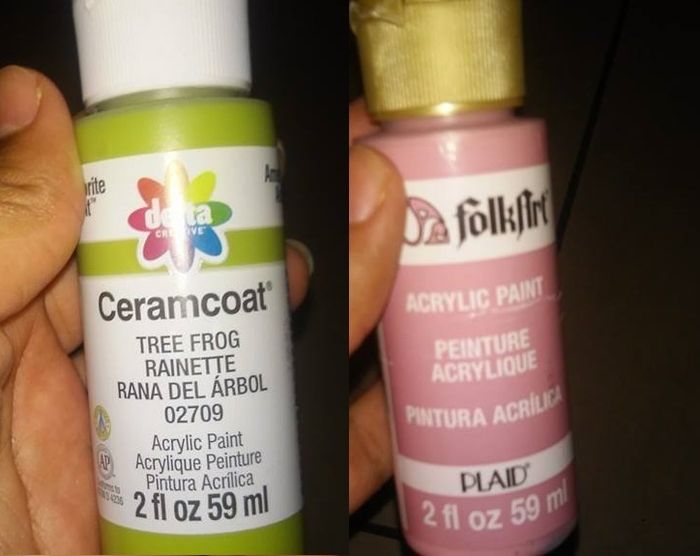 delta
CREATIVE
Ceramcoat®
TREE FROG
RAINETTE
RANA DEL ÁRBOL
02709
Acrylic Paint
Acrylique Peinture
Pintura Acrílica
AP
2 fl oz 59 ml
folkArt
ACRYLIC PAINT
PEINTURE
ACRYLIQUE
PINTURA ACRÍLICA
PLAID®
2 fl oz 59 ml